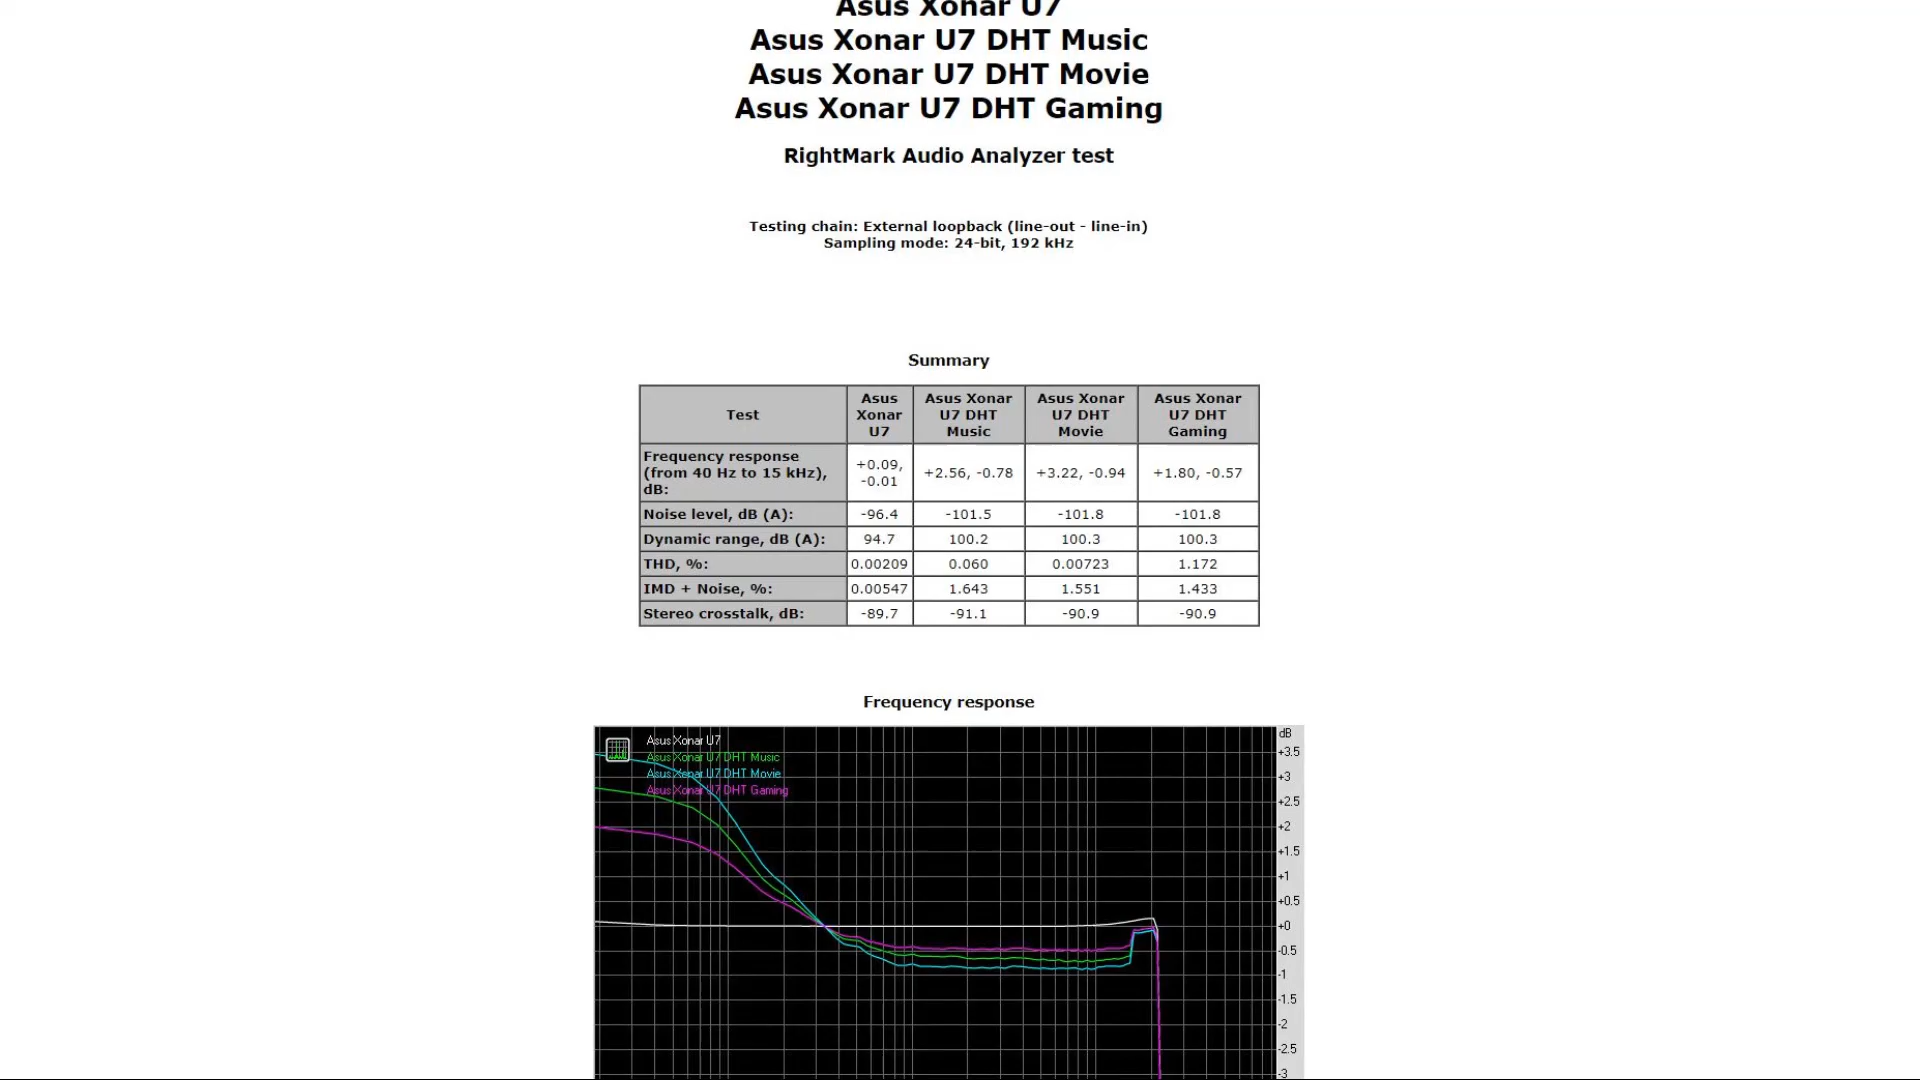 Asus Xonar U7
Asus Xonar U7 DHT Music
Asus Xonar U7 DHT Movie
Asus Xonar U7 DHT Gaming
RightMark Audio Analyzer test
Testing chain: External loopback (line-out - line-in)
Sampling mode: 24-bit, 192 kHz
Summary
Test Asus Xonar U7 Asus Xonar U7 DHT Music Asus Xonar U7 DHT Movie Asus Xonar U7 DHT Gaming
Frequency response (from 40 Hz to 15 kHz), dB: +0.09, -0.01 +2.56, -0.78 +3.22, -0.94 +1.80, -0.57
Noise level, dB (A): -96.4 -101.5 -101.8 -101.8
Dynamic range, dB (A): 94.7 100.2 100.3 100.3
THD, %: 0.00209 0.060 0.00723 1.172
IMD + Noise, %: 0.00547 1.643 1.551 1.433
Stereo crosstalk, dB: -89.7 -91.1 -90.9 -90.9
Frequency response
Asus Xonar U7
Asus Xonar U7 DHT Music
Asus Xonar U7 DHT Movie
Asus Xonar U7 DHT Gaming
dB
+3.5
+3
+2.5
+2
+1.5
+1
+0.5
+0
-0.5
-1
-1.5
-2
-2.5
-3